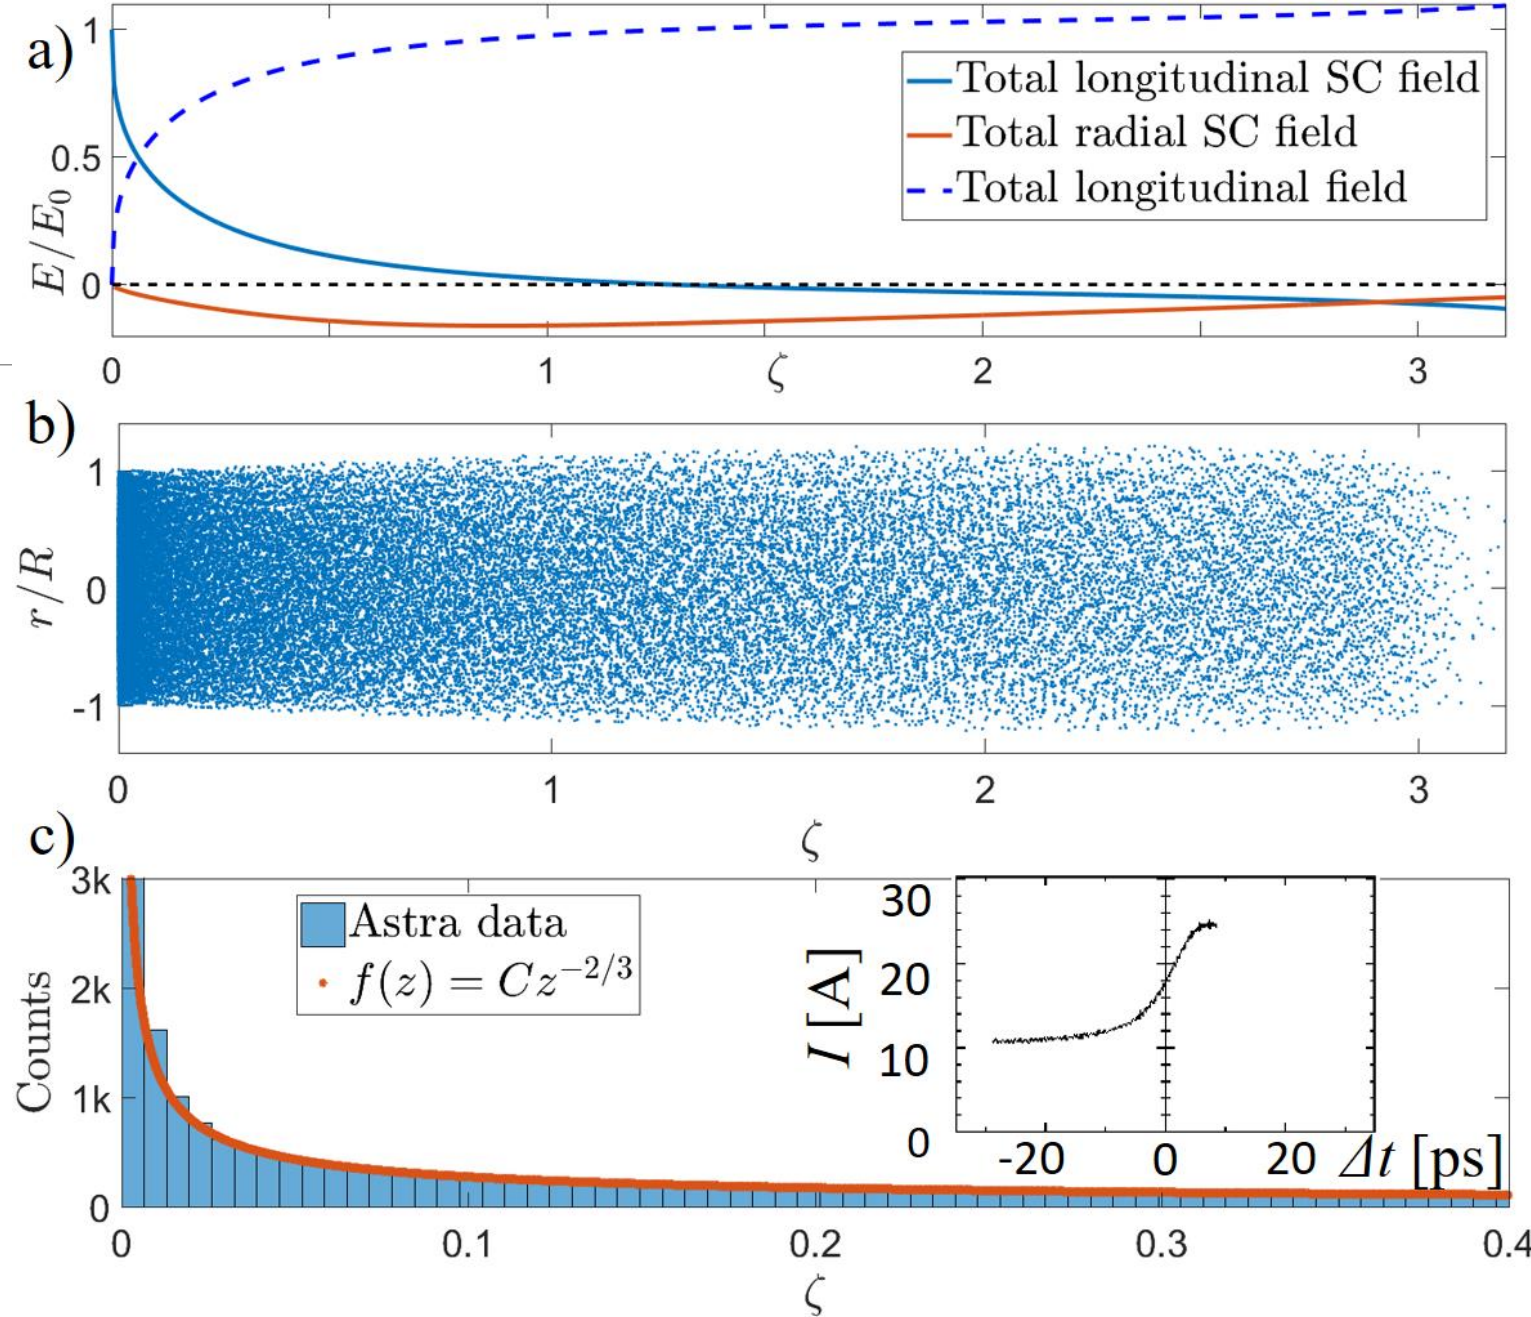 a)
1
0.5
0
E/E₀
Total longitudinal SC field
Total radial SC field
Total longitudinal field
0 1 2 3
ζ
b)
1
0
-1
r/R
0 1 2 3
ζ
c)
3k
2k
1k
0
Counts
Astra data
f(z) = Cz^{-2/3}
30
20
10
0
I [A]
-20 0 20 Δt [ps]
0 0.1 0.2 0.3 0.4
ζ